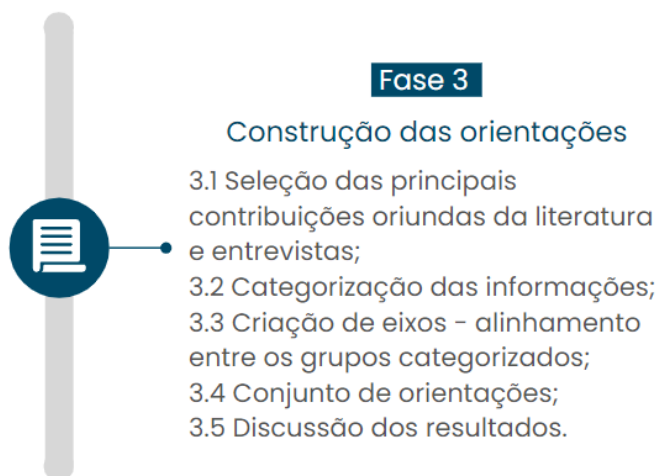 Fase 3
Construção das orientações
3.1 Seleção das principais
contribuições oriundas da literatura
e entrevistas;
3.2 Categorização das informações;
3.3 Criação de eixos - alinhamento
entre os grupos categorizados;
3.4 Conjunto de orientações;
3.5 Discussão dos resultados.